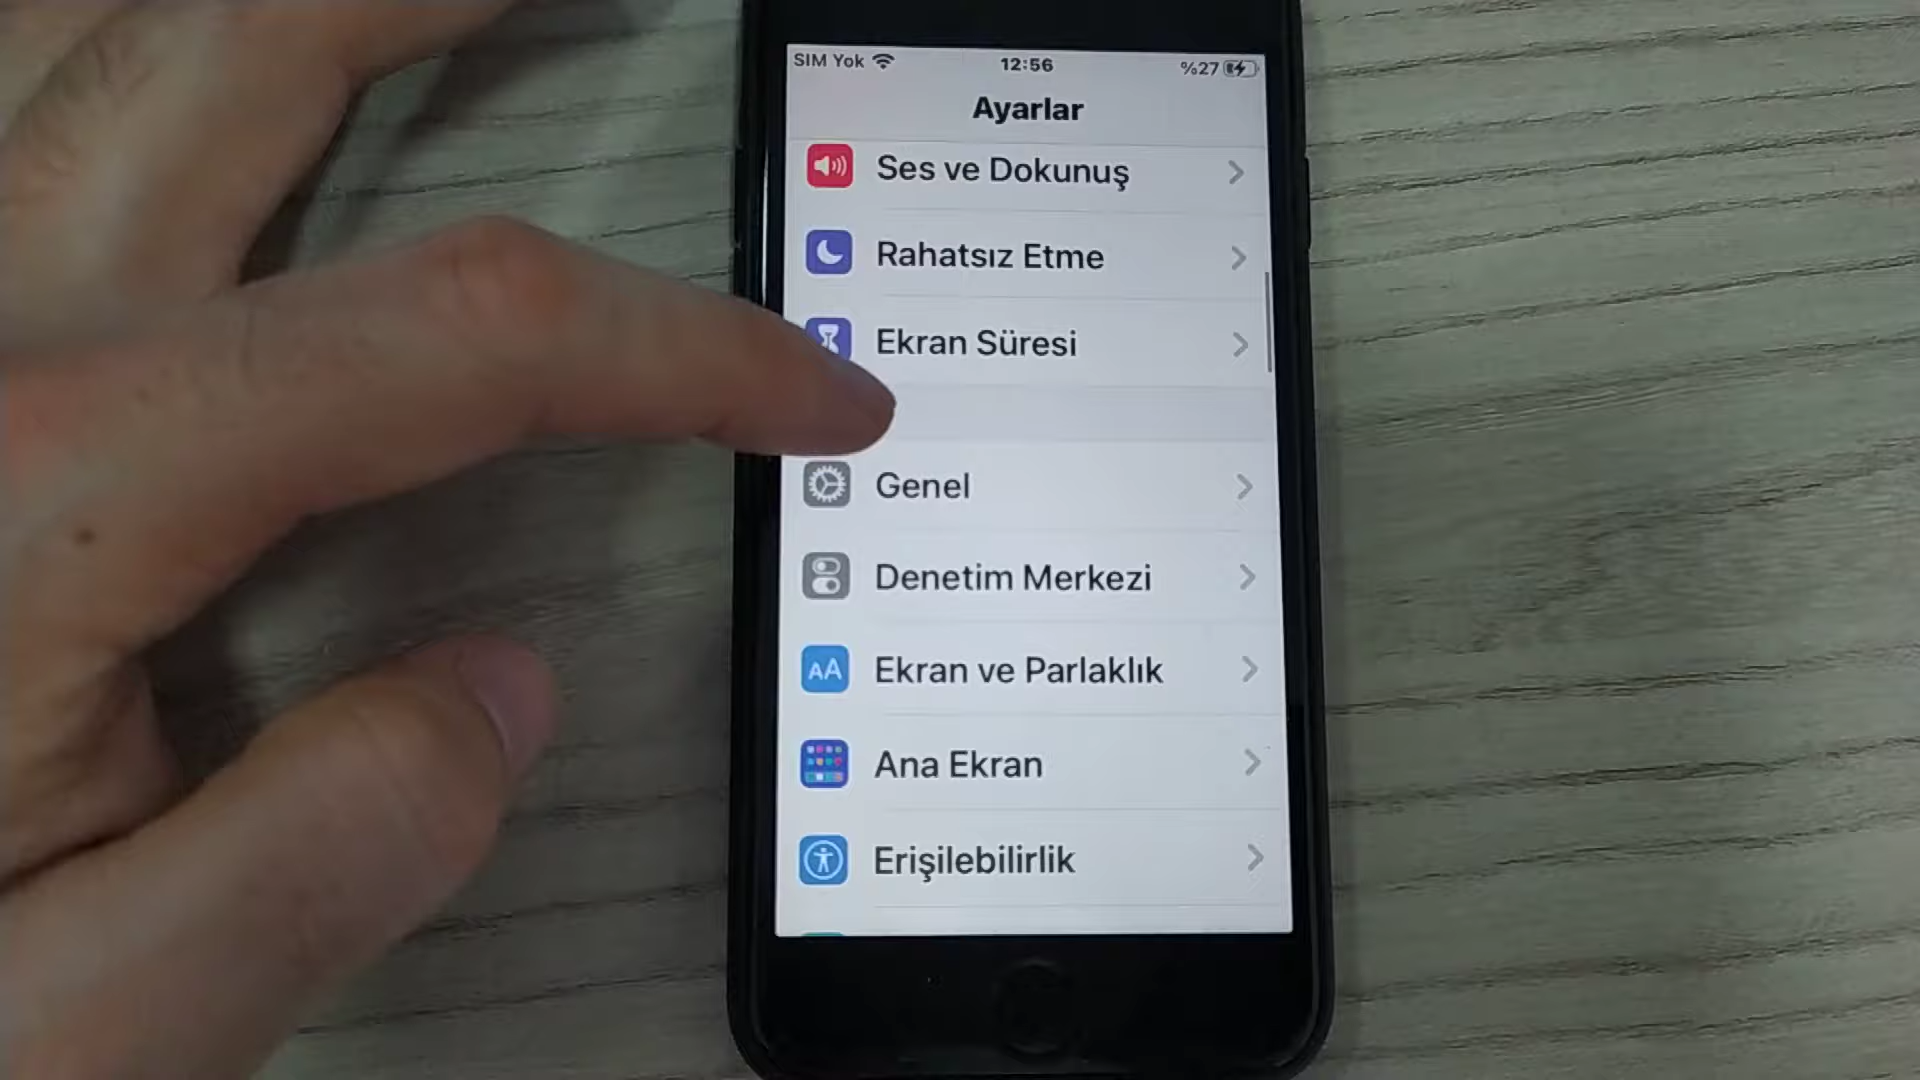 SIM Yok 12:56 %27
Ayarlar
Ses ve Dokunuş
Rahatsız Etme
Ekran Süresi
Genel
Denetim Merkezi
AA Ekran ve Parlaklık
Ana Ekran
Erişilebilirlik